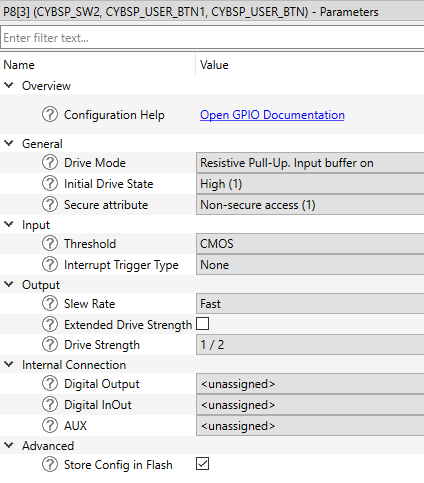 P8[3] (CYBSP_SW2, CYBSP_USER_BTN1, CYBSP_USER_BTN) - Parameters
Enter filter text...
Name Value
Overview
Configuration Help Open GPIO Documentation
General
Drive Mode Resistive Pull-Up. Input buffer on
Initial Drive State High (1)
Secure attribute Non-secure access (1)
Input
Threshold CMOS
Interrupt Trigger Type None
Output
Slew Rate Fast
Extended Drive Strength
Drive Strength 1 / 2
Internal Connection
Digital Output <unassigned>
Digital InOut <unassigned>
AUX <unassigned>
Advanced
Store Config in Flash